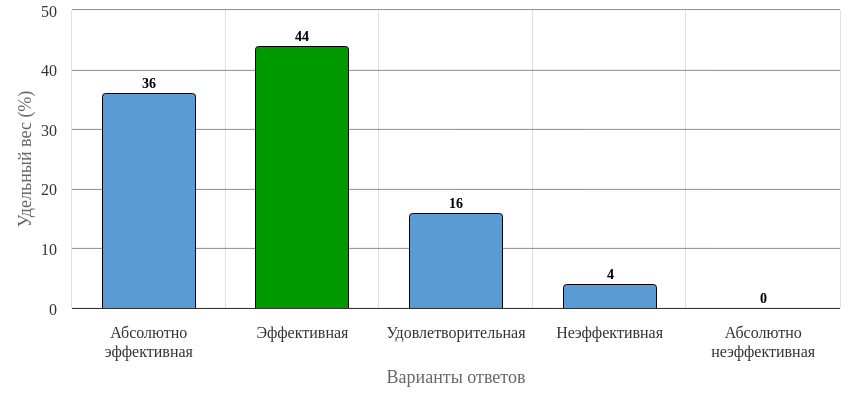 50
40
30
20
10
0
Удельный вес (%)
36
44
16
4
0
Абсолютно
эффективная
Эффективная
Удовлетворительная
Неэффективная
Абсолютно
неэффективная
Варианты ответов